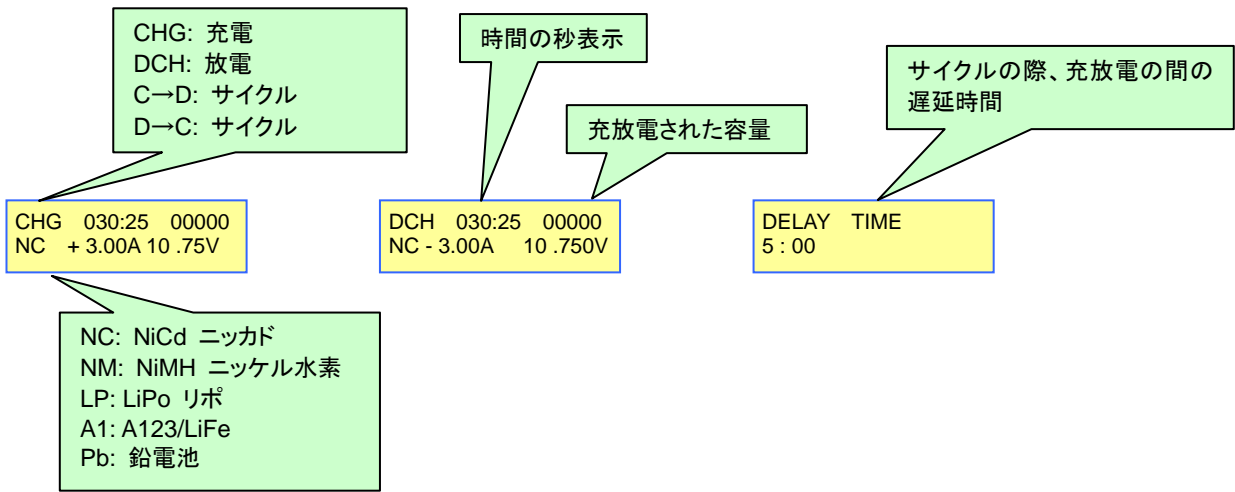 CHG: 充電
DCH: 放電
C→D: サイクル
D→C: サイクル
時間の秒表示
充放電された容量
サイクルの際、充放電の間の
遅延時間
CHG 030:25 00000
NC + 3.00A 10 .75V
DCH 030:25 00000
NC - 3.00A 10 .750V
DELAY TIME
5 : 00
NC: NiCd ニッカド
NM: NiMH ニッケル水素
LP: LiPo リポ
A1: A123/LiFe
Pb: 鉛電池